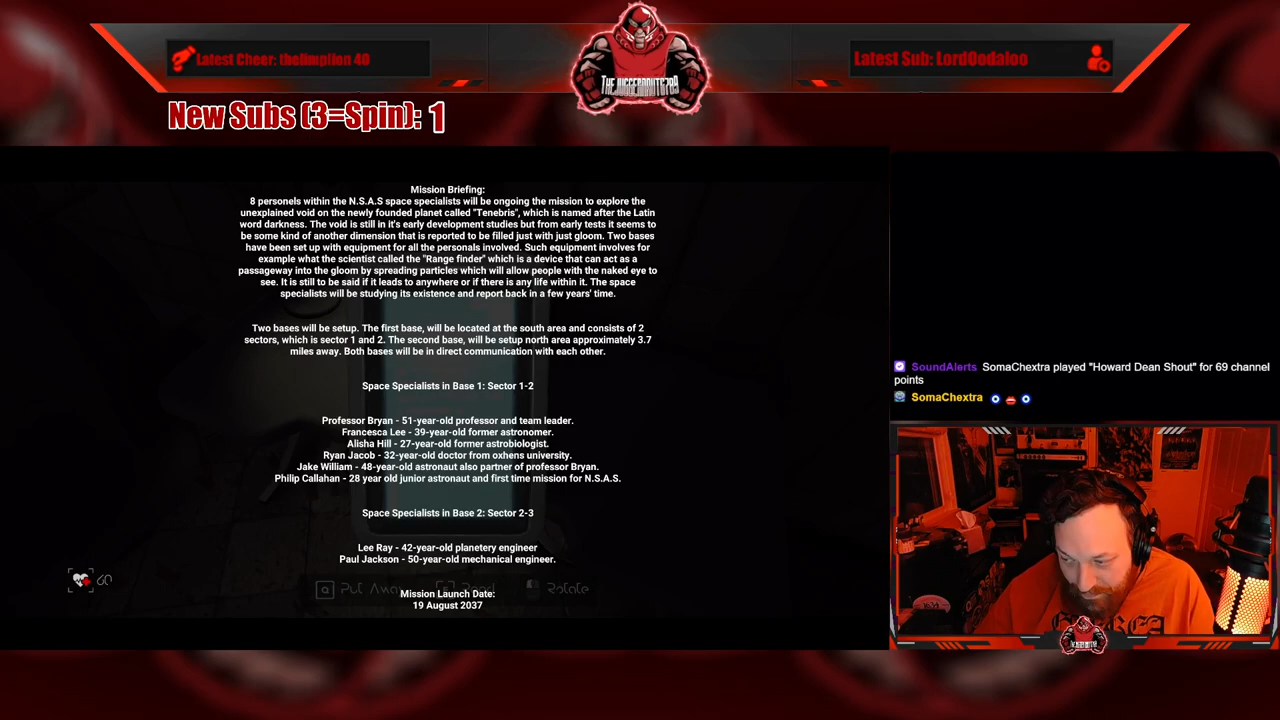 Latest Cheer: thelimpfien 40
Latest Sub: LordOodaloo
THEJUGGERNAUT6789
New Subs (3=Spin): 1
Mission Briefing:
8 personels within the N.S.A.S space specialists will be ongoing the mission to explore the
unexplained void on the newly founded planet called "Tenebris", which is named after the Latin
word darkness. The void is still in it's early development studies but from early tests it seems to
be some kind of another dimension that is reported to be filled just with just gloom. Two bases
have been set up with equipment for all the personals involved. Such equipment involves for
example what the scientist called the "Range finder" which is a device that can act as a
passageway into the gloom by spreading particles which will allow people with the naked eye to
see. It is still to be said if it leads to anywhere or if there is any life within it. The space
specialists will be studying its existence and report back in a few years' time.
Two bases will be setup. The first base, will be located at the south area and consists of 2
sectors, which is sector 1 and 2. The second base, will be setup north area approximately 3.7
miles away. Both bases will be in direct communication with each other.
Space Specialists in Base 1: Sector 1-2
Professor Bryan - 51-year-old professor and team leader.
Francesca Lee - 39-year-old former astronomer.
Alisha Hill - 27-year-old former astrobiologist.
Ryan Jacob - 32-year-old doctor from oxhens university.
Jake William - 48-year-old astronaut also partner of professor Bryan.
Philip Callahan - 28 year old junior astronaut and first time mission for N.S.A.S.
Space Specialists in Base 2: Sector 2-3
Lee Ray - 42-year-old planetery engineer
Paul Jackson - 50-year-old mechanical engineer.
Mission Launch Date:
19 August 2037
60
Put Away
Read
Rotate
SoundAlerts SomaChextra played "Howard Dean Shout" for 69 channel
points
SomaChextra